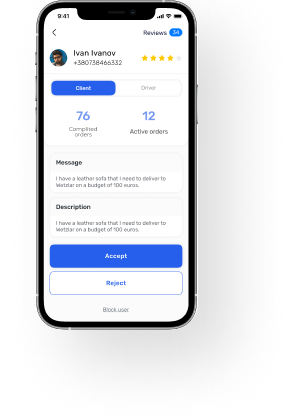 9:41
Reviews 34
Ivan Ivanov
+380738466332
Client
Driver
76
12
Complited
orders
Active orders
Message
I have a leather sofa that I need to deliver to
Wetzlar on a budget of 100 euros.
Description
I have a leather sofa that I need to deliver to
Wetzlar on a budget of 100 euros.
Accept
Reject
Block user